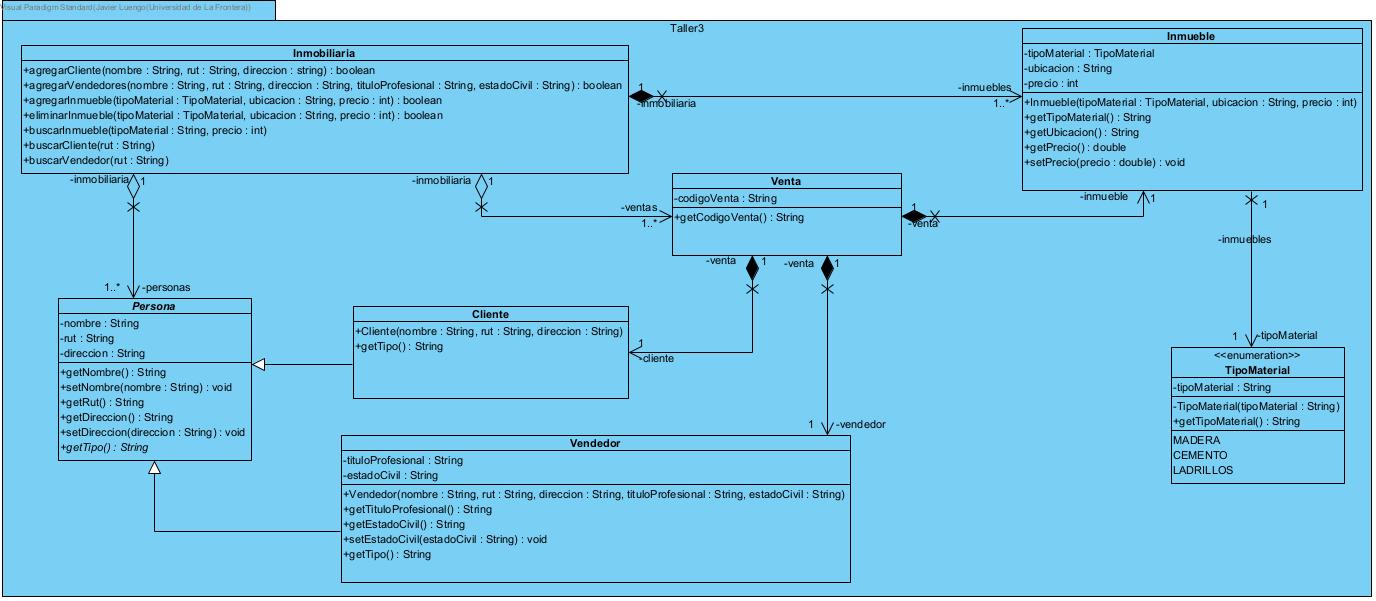 Visual Paradigm Standard(Javier Luengo(Universidad de La Frontera))
Taller3
Inmobiliaria
+agregarCliente(nombre : String, rut : String, direccion : string) : boolean
+agregarVendedores(nombre : String, rut : String, direccion : String, tituloProfesional : String, estadoCivil : String) : boolean
+agregarInmueble(tipoMaterial : TipoMaterial, ubicacion : String, precio : int) : boolean
+eliminarInmueble(tipoMaterial : TipoMaterial, ubicacion : String, precio : int) : boolean
+buscarInmueble(tipoMaterial : String, precio : int)
+buscarCliente(rut : String)
+buscarVendedor(rut : String)
1
-inmobiliaria
-inmuebles
1..*
Inmueble
-tipoMaterial : TipoMaterial
-ubicacion : String
-precio : int
+Inmueble(tipoMaterial : TipoMaterial, ubicacion : String, precio : int)
+getTipoMaterial() : String
+getUbicacion() : String
+getPrecio() : double
+setPrecio(precio : double) : void
-inmobiliaria
1
-inmobiliaria
1
-ventas
1..*
Venta
-codigoVenta : String
+getCodigoVenta() : String
1
-venta
-inmueble
1
1
-inmuebles
1
-tipoMaterial
-venta
1
-venta
1
1..*
-personas
Persona
-nombre : String
-rut : String
-direccion : String
+getNombre() : String
+setNombre(nombre : String) : void
+getRut() : String
+getDireccion() : String
+setDireccion(direccion : String) : void
+getTipo() : String
Cliente
+Cliente(nombre : String, rut : String, direccion : String)
+getTipo() : String
1
-cliente
1
-vendedor
Vendedor
-tituloProfesional : String
-estadoCivil : String
+Vendedor(nombre : String, rut : String, direccion : String, tituloProfesional : String, estadoCivil : String)
+getTituloProfesional() : String
+getEstadoCivil() : String
+setEstadoCivil(estadoCivil : String) : void
+getTipo() : String
<<enumeration>>
TipoMaterial
-tipoMaterial : String
-TipoMaterial(tipoMaterial : String)
+getTipoMaterial() : String
MADERA
CEMENTO
LADRILLOS